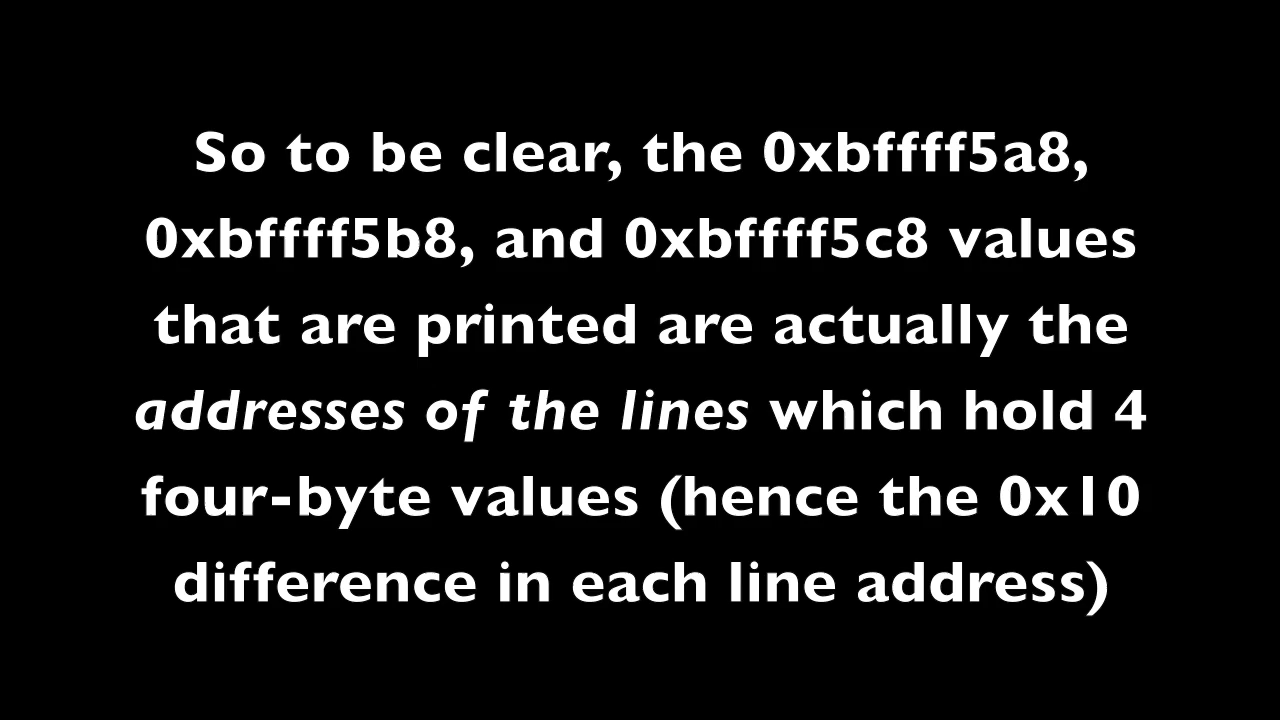 So to be clear, the 0xbffff5a8,
0xbffff5b8, and 0xbffff5c8 values
that are printed are actually the
addresses of the lines which hold 4
four-byte values (hence the 0x10
difference in each line address)